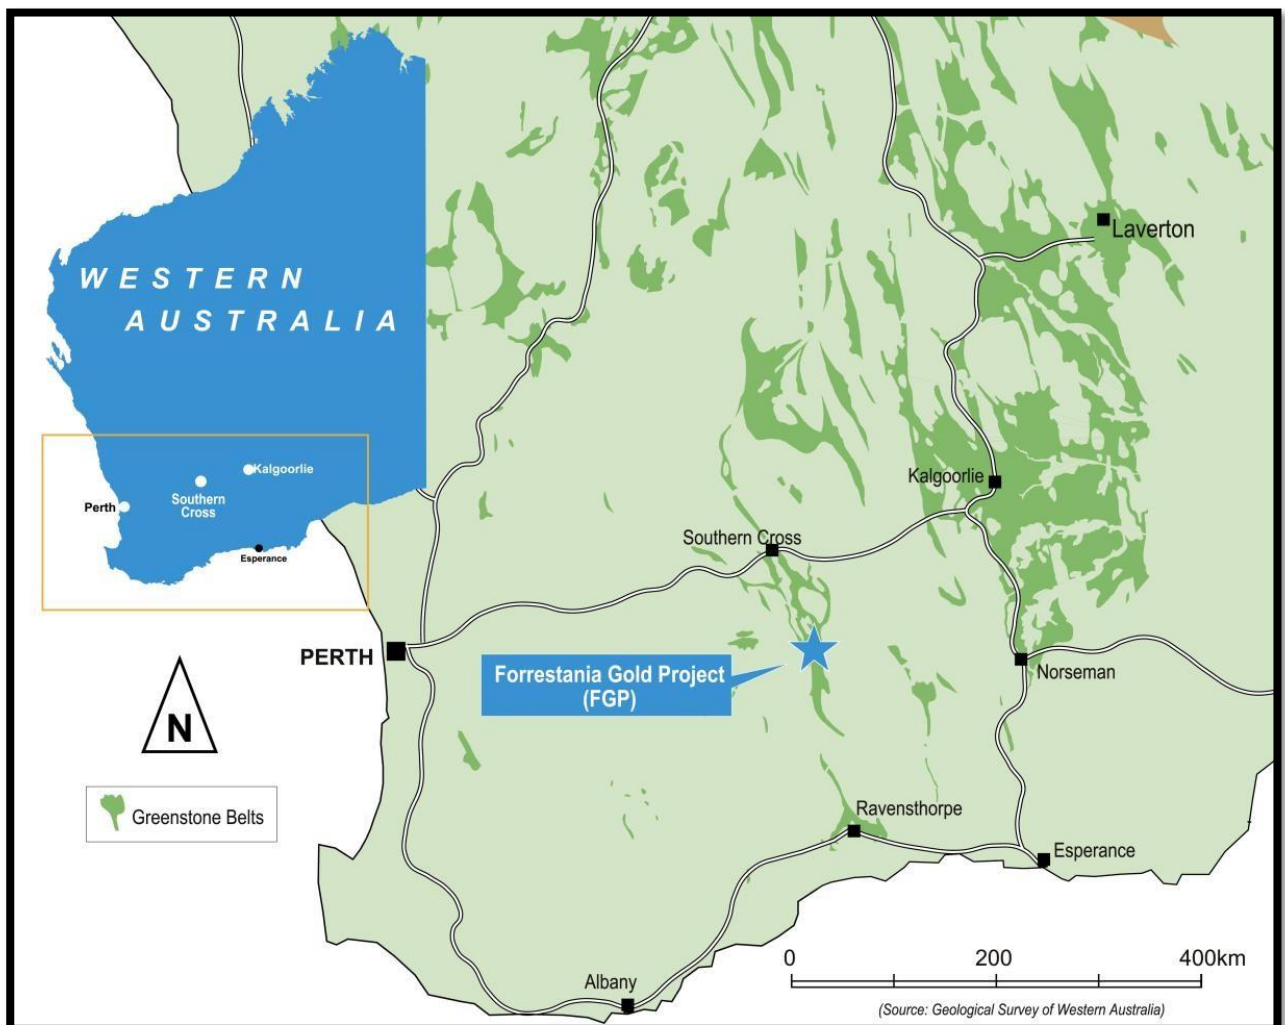 WESTERN
AUSTRALIA
Kalgoorlie
Southern
Cross
Perth
Esperance
Laverton
Kalgoorlie
Southern Cross
PERTH
Forrestania Gold Project
(FGP)
Norseman
N
Greenstone Belts
Ravensthorpe
Esperance
Albany
0 200 400km
(Source: Geological Survey of Western Australia)